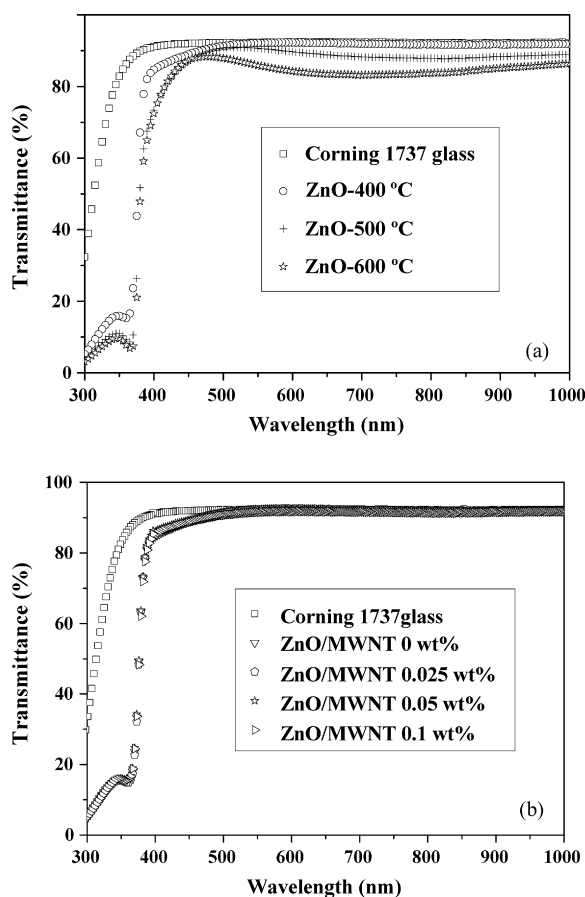 80
60
40
20
0
Transmittance (%)
Corning 1737 glass
ZnO-400 ºC
ZnO-500 ºC
ZnO-600 ºC
(a)
300 400 500 600 700 800 900 1000
Wavelength (nm)
100
80
60
40
20
0
Transmittance (%)
Corning 1737glass
ZnO/MWNT 0 wt%
ZnO/MWNT 0.025 wt%
ZnO/MWNT 0.05 wt%
ZnO/MWNT 0.1 wt%
(b)
300 400 500 600 700 800 900 1000
Wavelength (nm)